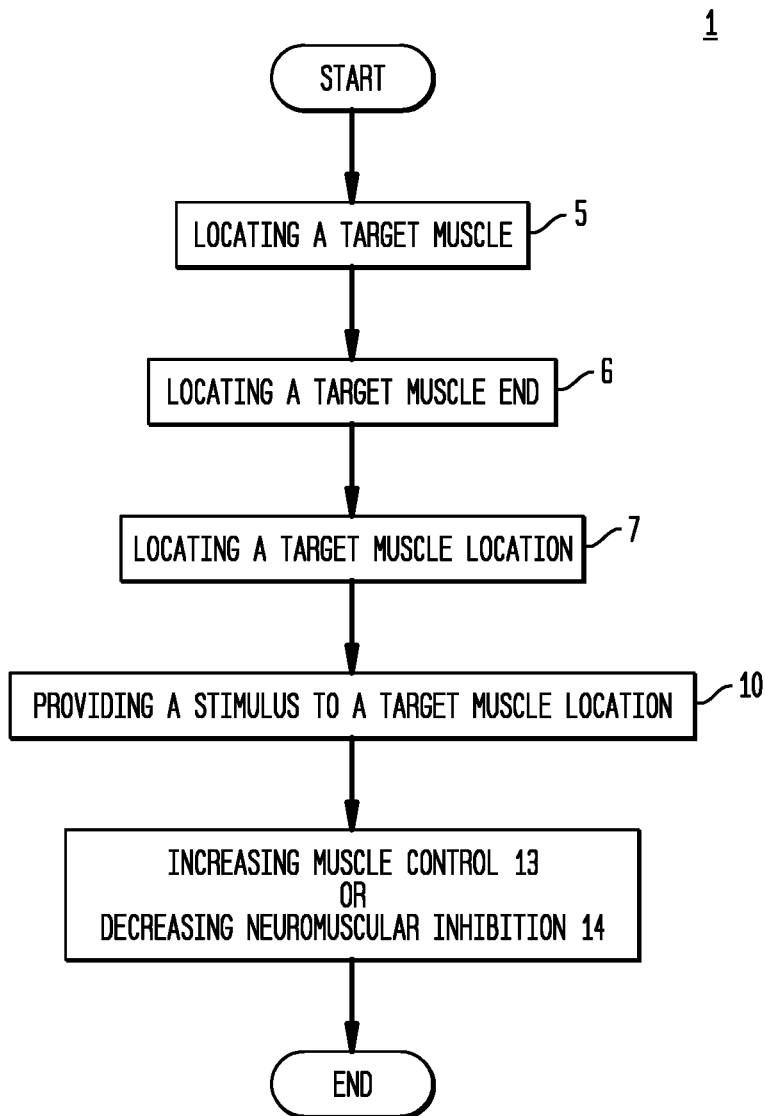 1
START
LOCATING A TARGET MUSCLE
5
LOCATING A TARGET MUSCLE END
6
LOCATING A TARGET MUSCLE LOCATION
7
PROVIDING A STIMULUS TO A TARGET MUSCLE LOCATION
10
INCREASING MUSCLE CONTROL 13
OR
DECREASING NEUROMUSCULAR INHIBITION 14
END